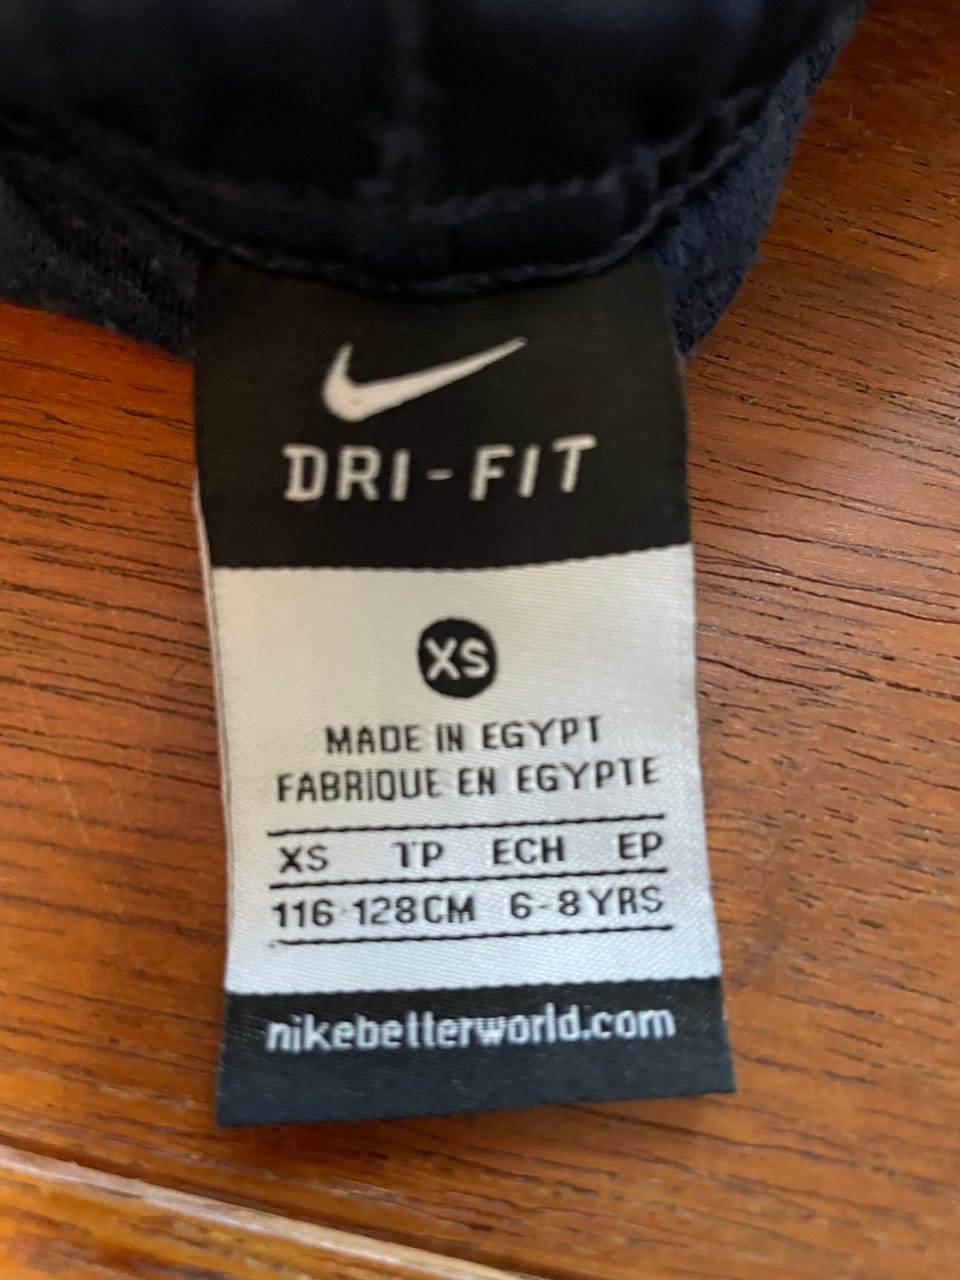 DRI-FIT
XS
MADE IN EGYPT
FABRIQUE EN EGYPTE
XS TP ECH EP
116-128CM 6-8YRS
nikebetterworld.com